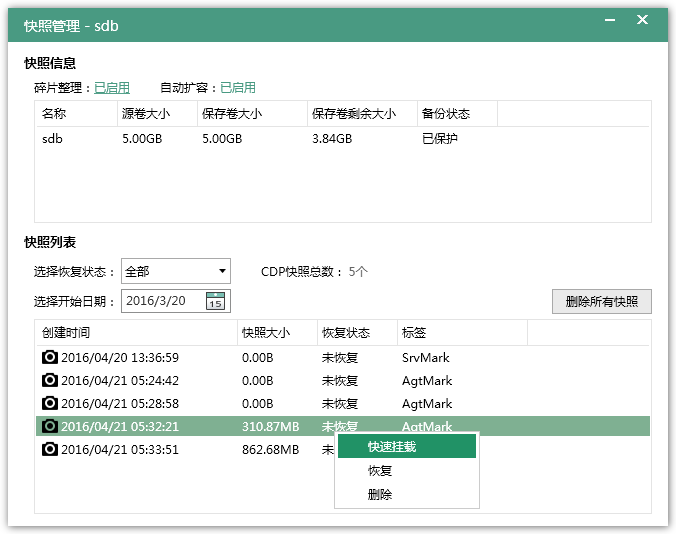 快照管理 - sdb
快照信息
碎片整理：已启用 自动扩容：已启用
名称 源卷大小 保存卷大小 保存卷剩余大小 备份状态
sdb 5.00GB 5.00GB 3.84GB 已保护
快照列表
选择恢复状态： 全部 CDP快照总数： 5个
选择开始日期： 2016/3/20 15 删除所有快照
创建时间 快照大小 恢复状态 标签
2016/04/20 13:36:59 0.00B 未恢复 SrvMark
2016/04/21 05:24:42 0.00B 未恢复 AgtMark
2016/04/21 05:28:58 0.00B 未恢复 AgtMark
2016/04/21 05:32:21 310.87MB 未恢复 AgtMark
2016/04/21 05:33:51 862.68MB 未
快速挂载
恢复
删除